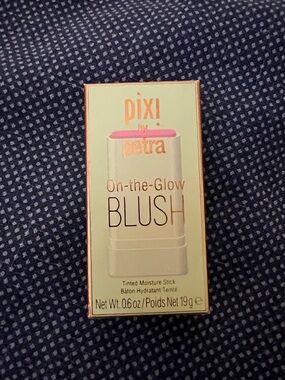 pixi
by
petra
On-the-Glow
BLUSH
Tinted Moisture Stick
Bâton Hydratant Teinté
Net Wt. 0.6 oz / Poids Net 19 g ℮